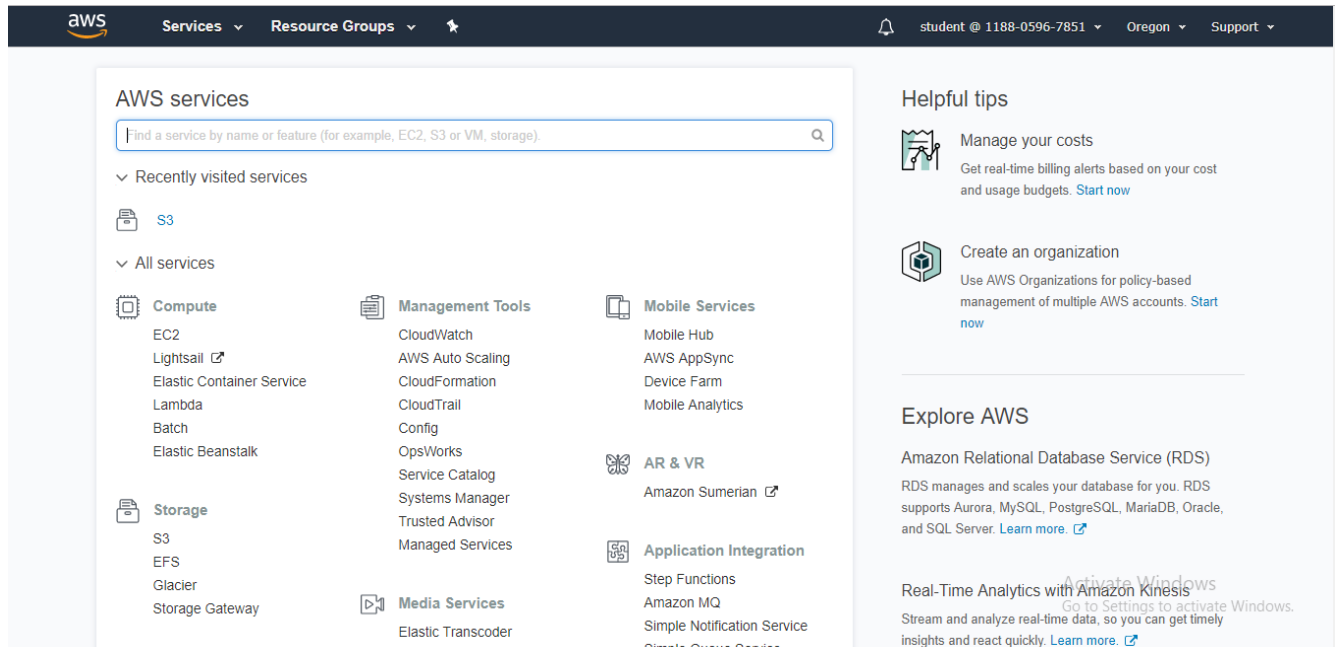 aws
Services
Resource Groups
student @ 1188-0596-7851
Oregon
Support
AWS services
Find a service by name or feature (for example, EC2, S3 or VM, storage).
Recently visited services
S3
All services
Compute
EC2
Lightsail
Elastic Container Service
Lambda
Batch
Elastic Beanstalk
Storage
S3
EFS
Glacier
Storage Gateway
Management Tools
CloudWatch
AWS Auto Scaling
CloudFormation
CloudTrail
Config
OpsWorks
Service Catalog
Systems Manager
Trusted Advisor
Managed Services
Media Services
Elastic Transcoder
Mobile Services
Mobile Hub
AWS AppSync
Device Farm
Mobile Analytics
AR & VR
Amazon Sumerian
Application Integration
Step Functions
Amazon MQ
Simple Notification Service
Simple Queue Service
Helpful tips
Manage your costs
Get real-time billing alerts based on your cost
and usage budgets. Start now
Create an organization
Use AWS Organizations for policy-based
management of multiple AWS accounts. Start
now
Explore AWS
Amazon Relational Database Service (RDS)
RDS manages and scales your database for you. RDS
supports Aurora, MySQL, PostgreSQL, MariaDB, Oracle,
and SQL Server. Learn more.
Real-Time Analytics with Amazon Kinesis
Stream and analyze real-time data, so you can get timely
insights and react quickly. Learn more.
Activate Windows
Go to Settings to activate Windows.